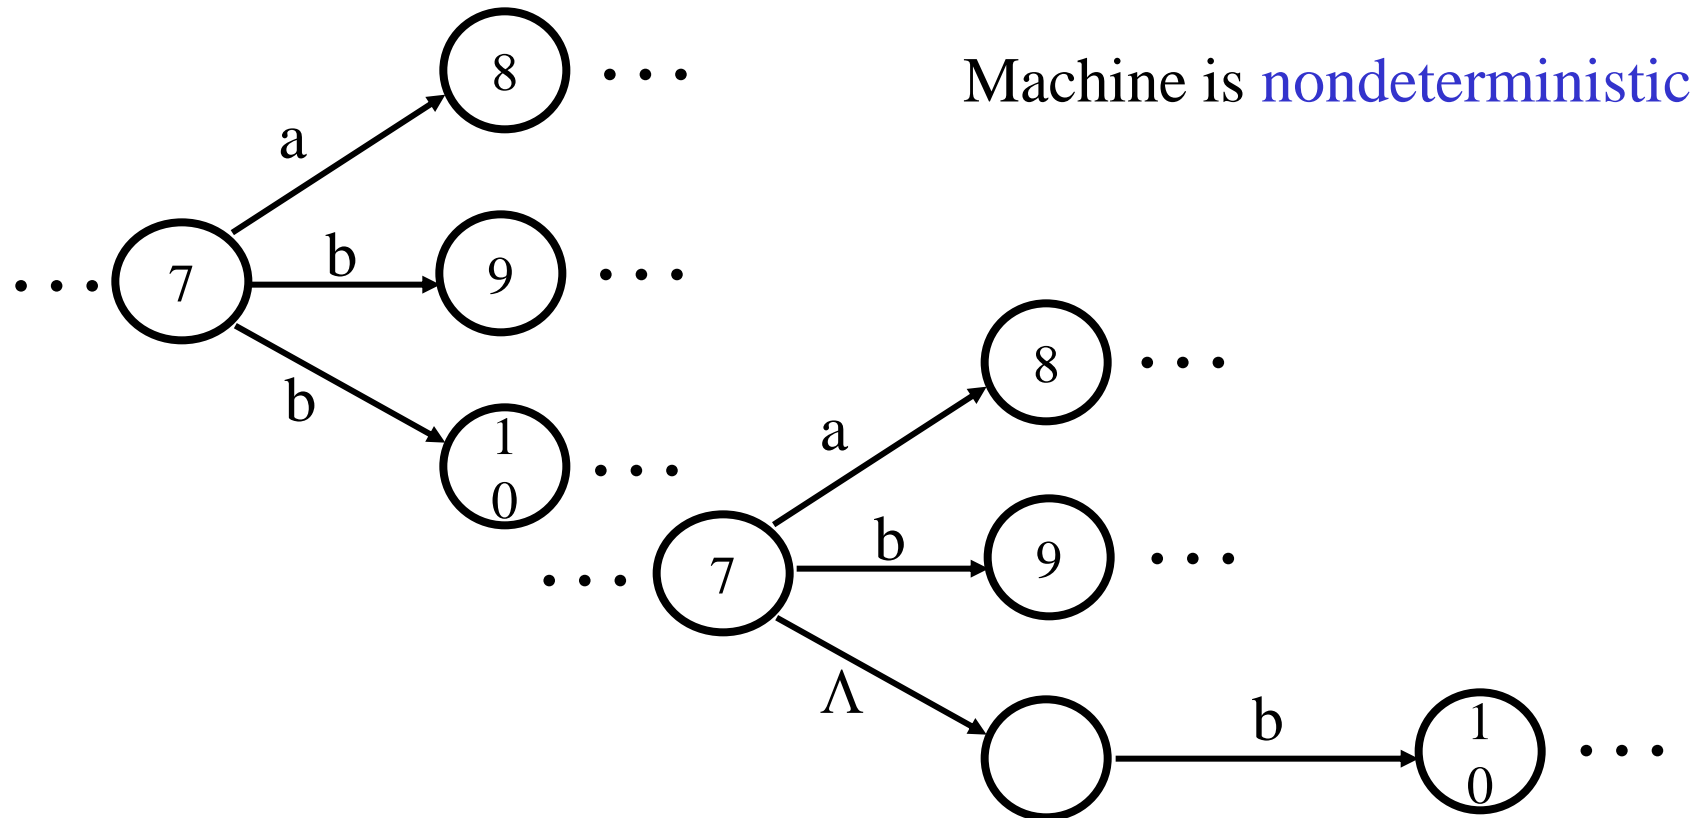 8
. . .
Machine is nondeterministic
a
b
9
. . .
. . .
7
b
1
0
. . .
8
. . .
a
b
9
. . .
. . .
7
Λ
b
1
0
. . .